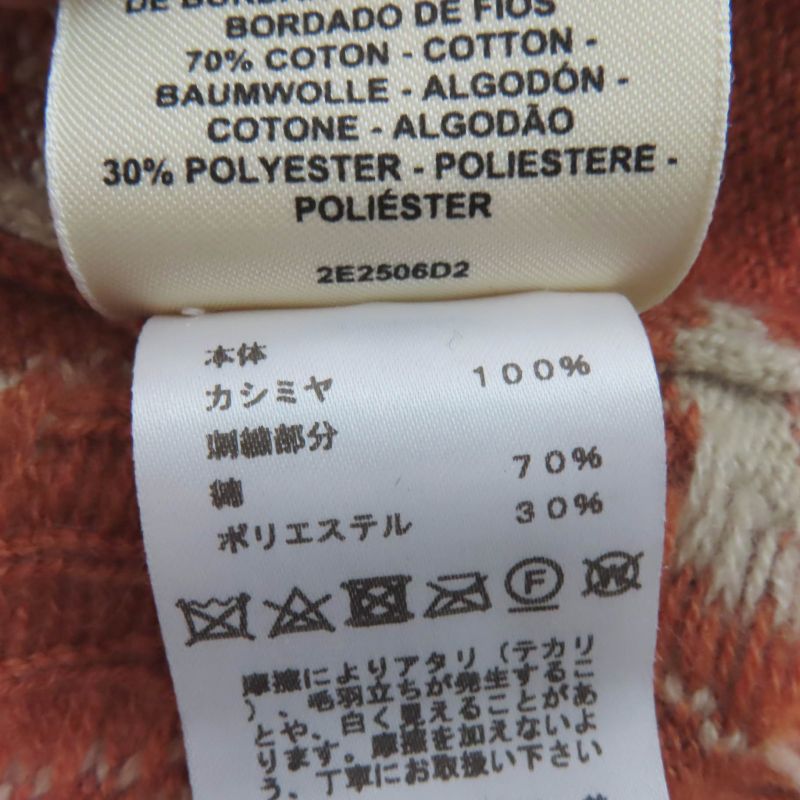 DE BORDA
BORDADO DE FIOS
70% COTON - COTTON -
BAUMWOLLE - ALGODÓN -
COTONE - ALGODÃO
30% POLYESTER - POLIESTERE -
POLIÉSTER
2E2506D2
本体
カシミヤ 100%
刺繍部分
綿 70%
ポリエステル 30%
F W
摩擦によりアタリ（テカリ
）、毛羽立ちが発生するこ
とや、白く見えることがあ
ります。摩擦を加えないよ
う、丁寧にお取扱い下さい